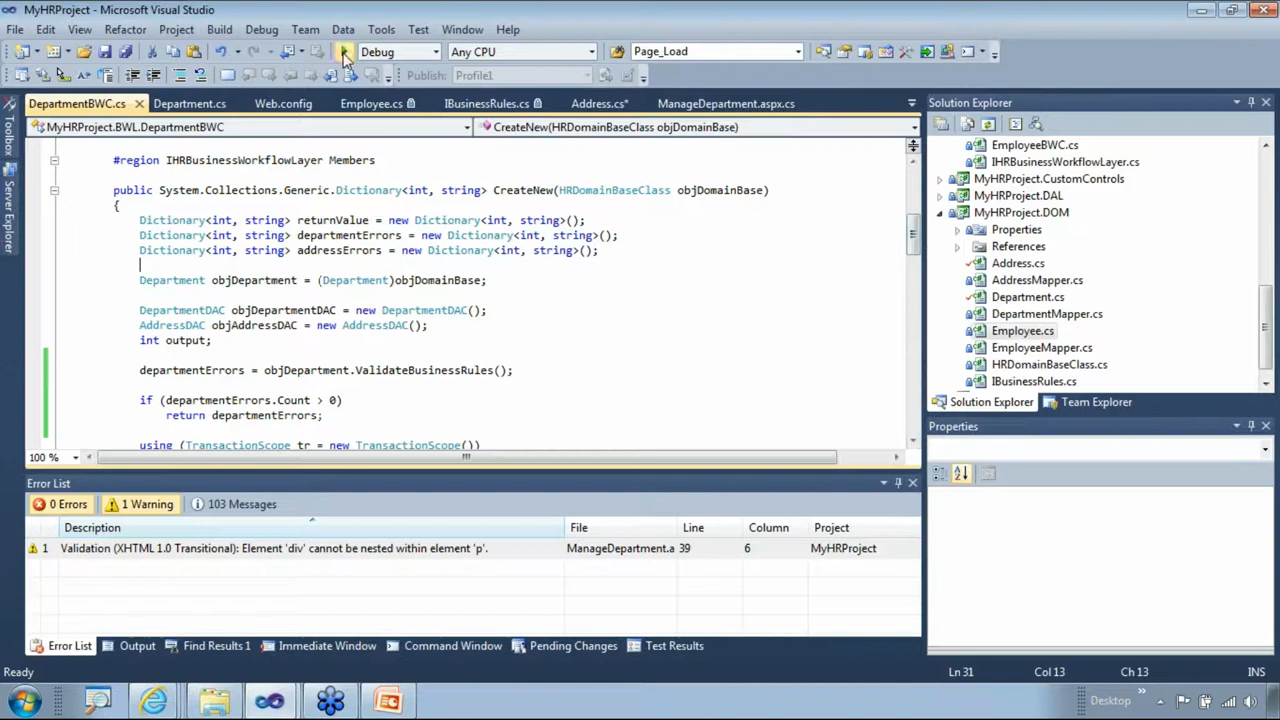 MyHRProject - Microsoft Visual Studio
File Edit View Refactor Project Build Debug Team Data Tools Test Window Help
Debug Any CPU Page_Load
Publish: Profile1
DepartmentBWC.cs Department.cs Web.config Employee.cs IBusinessRules.cs Address.cs* ManageDepartment.aspx.cs
MyHRProject.BWL.DepartmentBWC CreateNew(HRDomainBaseClass objDomainBase)
#region IHRBusinessWorkflowLayer Members
public System.Collections.Generic.Dictionary<int, string> CreateNew(HRDomainBaseClass objDomainBase)
{
Dictionary<int, string> returnValue = new Dictionary<int, string>();
Dictionary<int, string> departmentErrors = new Dictionary<int, string>();
Dictionary<int, string> addressErrors = new Dictionary<int, string>();
Department objDepartment = (Department)objDomainBase;
DepartmentDAC objDepartmentDAC = new DepartmentDAC();
AddressDAC objAddressDAC = new AddressDAC();
int output;
departmentErrors = objDepartment.ValidateBusinessRules();
if (departmentErrors.Count > 0)
return departmentErrors;
using (TransactionScope tr = new TransactionScope())
100 %
Toolbox
Server Explorer
Solution Explorer
EmployeeBWC.cs
IHRBusinessWorkflowLayer.cs
MyHRProject.CustomControls
MyHRProject.DAL
MyHRProject.DOM
Properties
References
Address.cs
AddressMapper.cs
Department.cs
DepartmentMapper.cs
Employee.cs
EmployeeMapper.cs
HRDomainBaseClass.cs
IBusinessRules.cs
Solution Explorer Team Explorer
Properties
Error List
0 Errors 1 Warning 103 Messages
Description File Line Column Project
1 Validation (XHTML 1.0 Transitional): Element 'div' cannot be nested within element 'p'. ManageDepartment.a 39 6 MyHRProject
Error List Output Find Results 1 Immediate Window Command Window Pending Changes Test Results
Ready Ln 31 Col 13 Ch 13 INS
Desktop